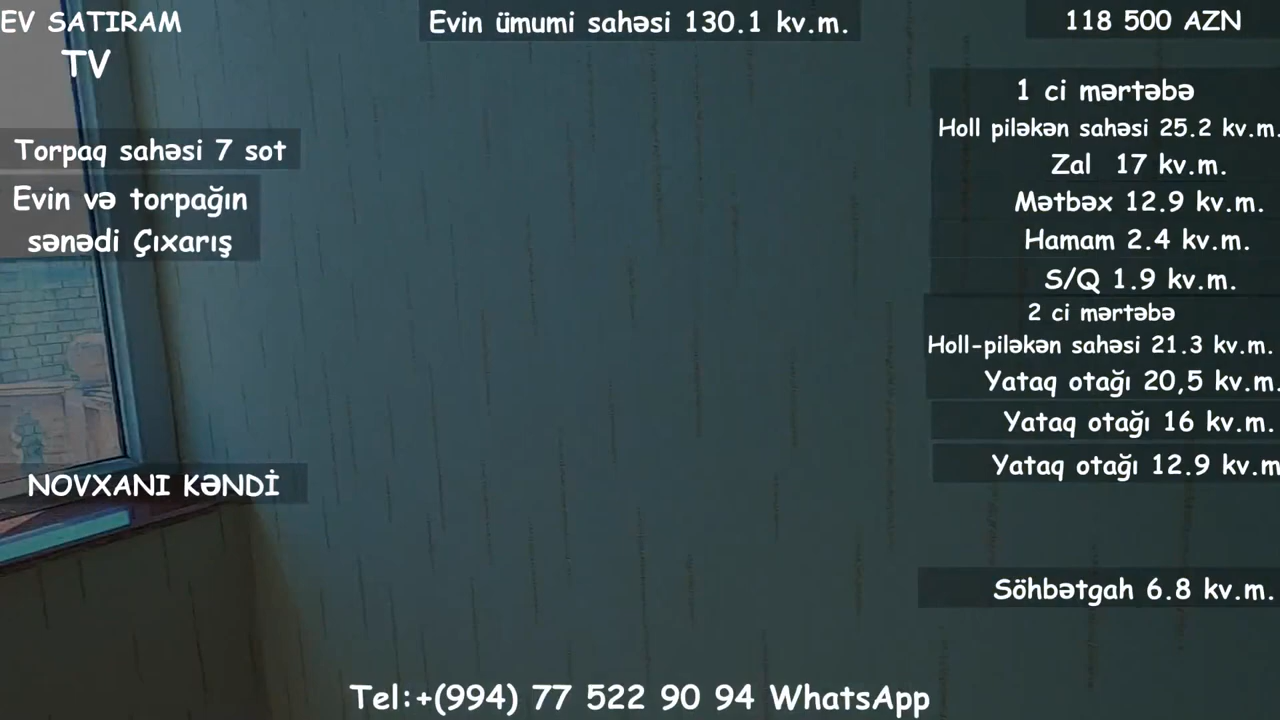 EV SATIRAM
TV
Evin ümumi sahəsi 130.1 kv.m.
118 500 AZN
Torpaq sahəsi 7 sot
Evin və torpağın
sənədi Çıxarış
NOVXANI KƏNDİ
1 ci mərtəbə
Holl piləkən sahəsi 25.2 kv.m.
Zal 17 kv.m.
Mətbəx 12.9 kv.m.
Hamam 2.4 kv.m.
S/Q 1.9 kv.m.
2 ci mərtəbə
Holl-piləkən sahəsi 21.3 kv.m.
Yataq otağı 20,5 kv.m.
Yataq otağı 16 kv.m.
Yataq otağı 12.9 kv.m
Söhbətgah 6.8 kv.m.
Tel:+(994) 77 522 90 94 WhatsApp